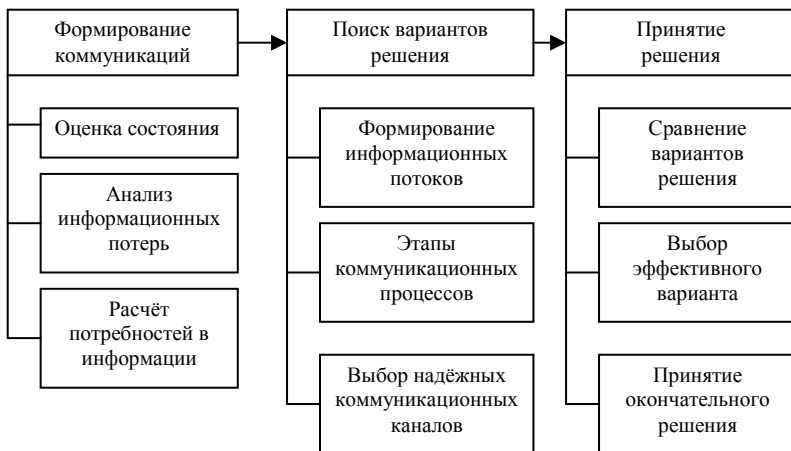 Формирование
коммуникаций
Оценка состояния
Анализ
информационных
потерь
Расчёт
потребностей в
информации
Поиск вариантов
решения
Формирование
информационных
потоков
Этапы
коммуникационных
процессов
Выбор надёжных
коммуникационных
каналов
Принятие
решения
Сравнение
вариантов
решения
Выбор
эффективного
варианта
Принятие
окончательного
решения